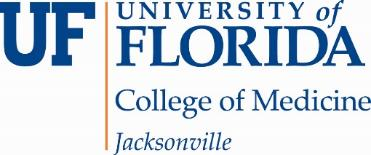 UF
UNIVERSITY of
FLORIDA
College of Medicine
Jacksonville